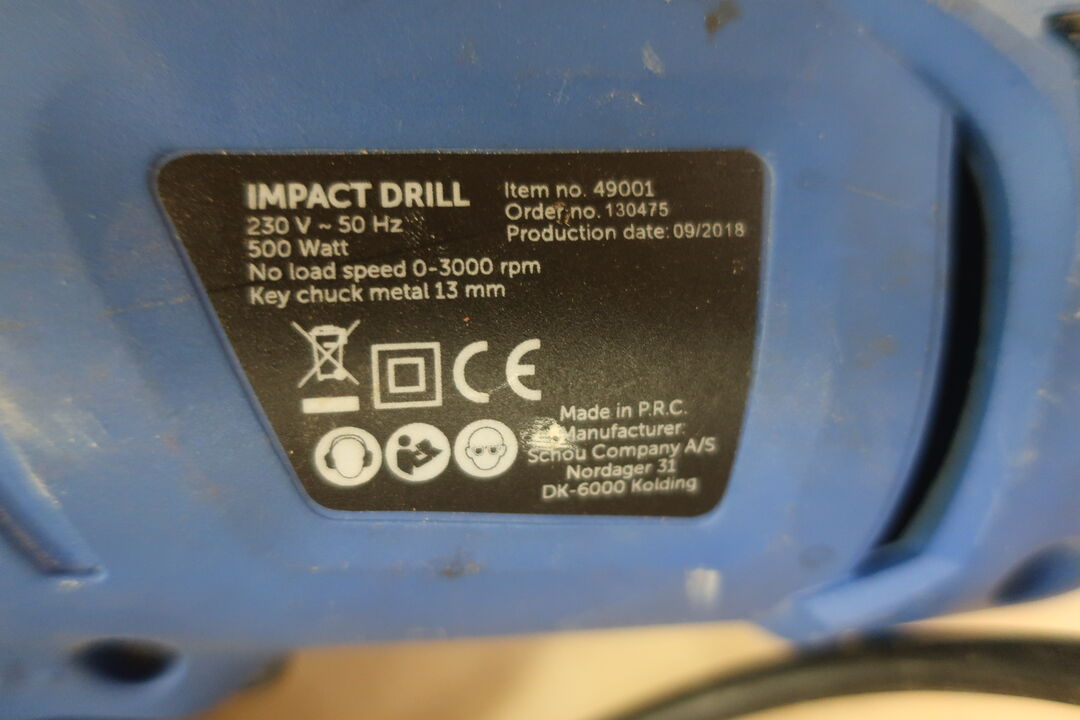 IMPACT DRILL
230 V ~ 50 Hz
500 Watt
No load speed 0-3000 rpm
Key chuck metal 13 mm
Item no. 49001
Order no. 130475
Production date: 09/2018
CE
Made in P.R.C.
Manufacturer:
Schou Company A/S
Nordager 31
DK-6000 Kolding